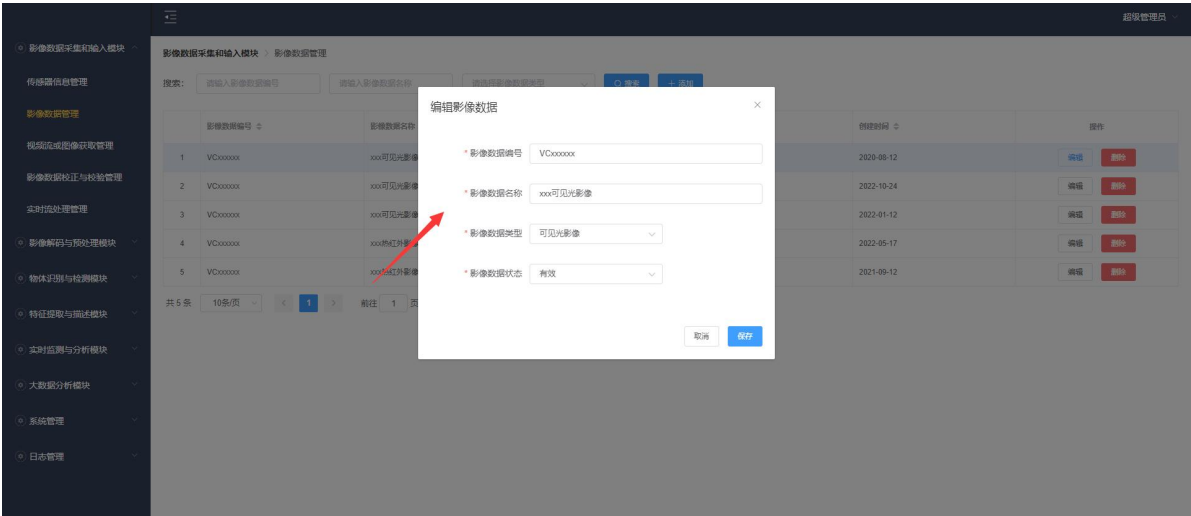 超级管理员
影像数据采集和输入模块
传感器信息管理
影像数据管理
视频流或图像获取管理
影像数据校正与校验管理
实时流处理管理
影像解码与预处理模块
物体识别与检测模块
特征提取与描述模块
实时监测与分析模块
大数据分析模块
系统管理
日志管理
影像数据采集和输入模块 > 影像数据管理
搜索: 请输入影像数据编号 请输入影像数据名称 请选择影像数据类型 搜索 + 添加
影像数据编号 影像数据名称 创建时间 操作
1 VCxxxxxx xxx可见光影像 2020-08-12 编辑 删除
2 VCxxxxxx xxx可见光影像 2022-10-24 编辑 删除
3 VCxxxxxx xxx可见光影像 2022-01-12 编辑 删除
4 VCxxxxxx xxx热红外影 2022-05-17 编辑 删除
5 VCxxxxxx xxx热红外影像 2021-09-12 编辑 删除
共 5 条 10条/页 < 1 > 前往 1 页
编辑影像数据 ×
* 影像数据编号 VCxxxxxx
* 影像数据名称 xxx可见光影像
* 影像数据类型 可见光影像
* 影像数据状态 有效
取消 保存